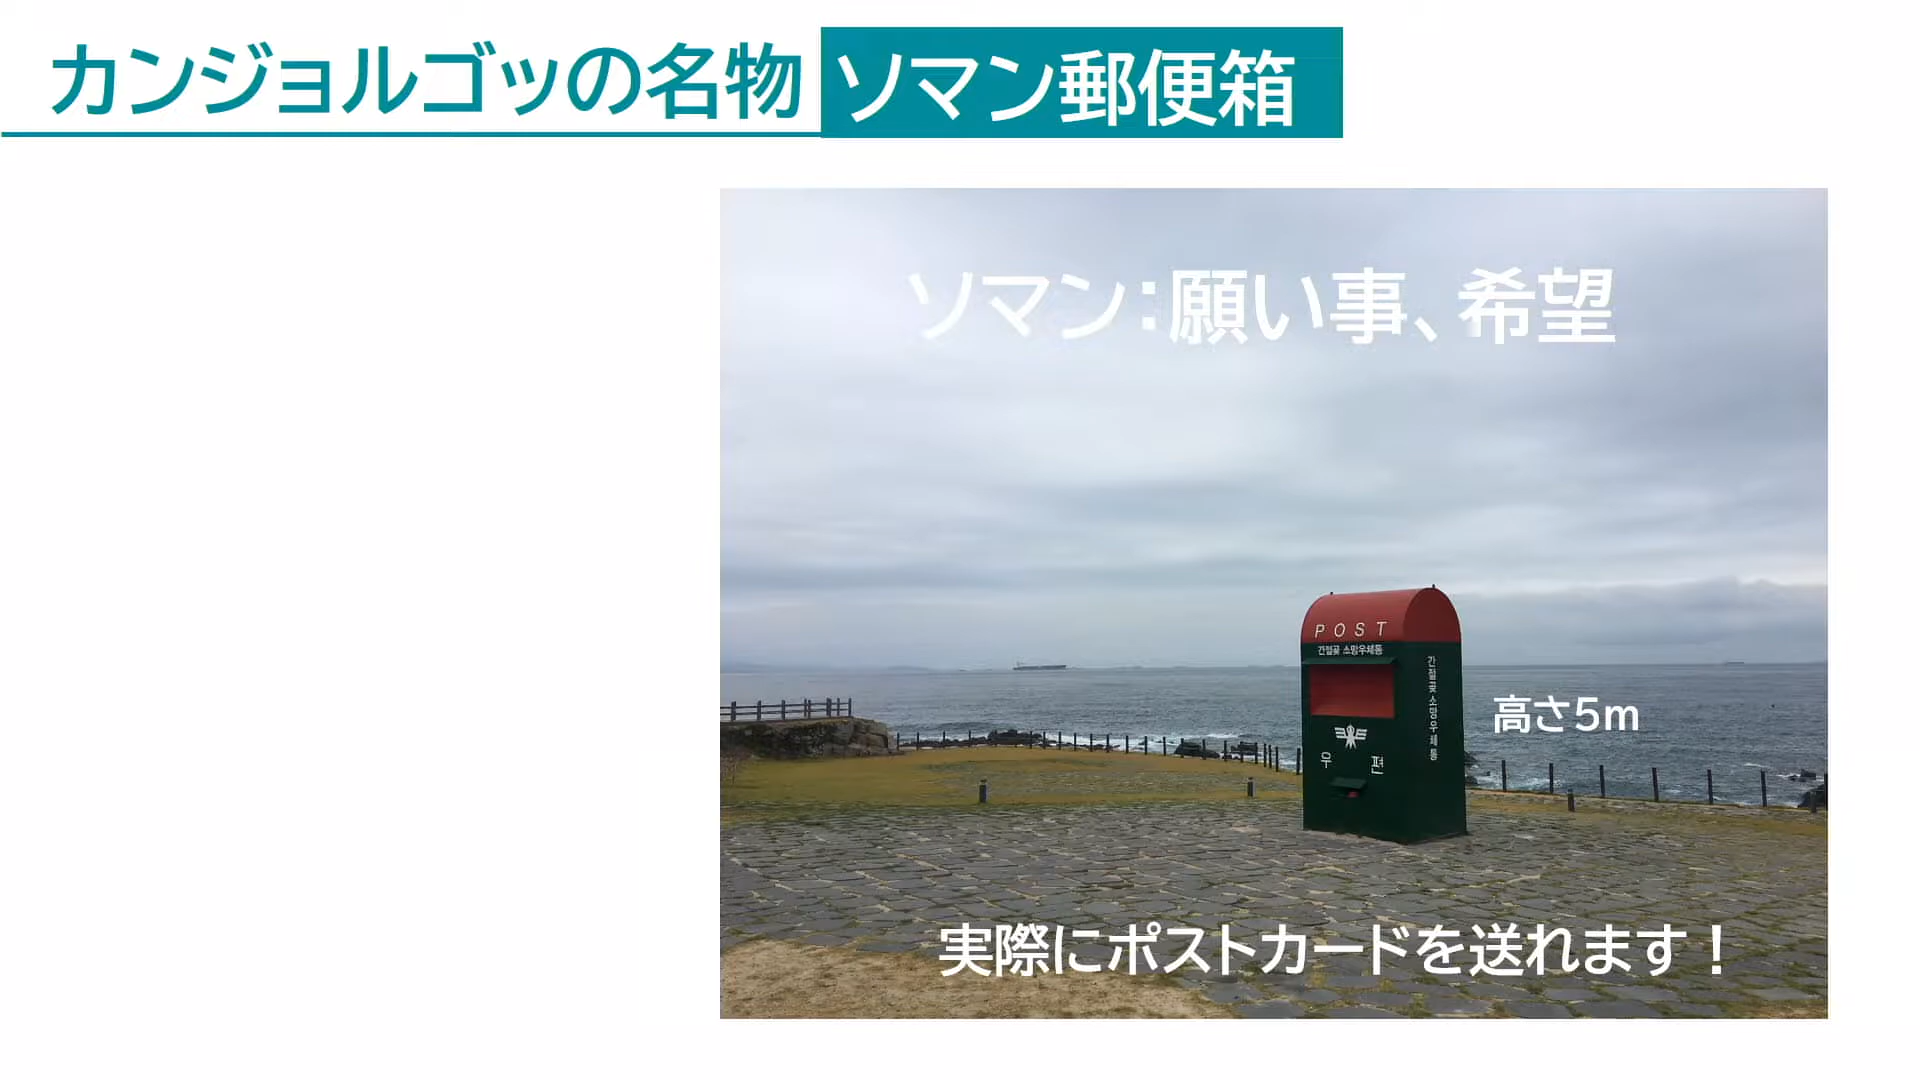 カンジョルゴッの名物 ソマン郵便箱
ソマン：願い事、希望
POST
간절곶 소망우체통
간절곶소망우체통
高さ5m
우 편
実際にポストカードを送れます！